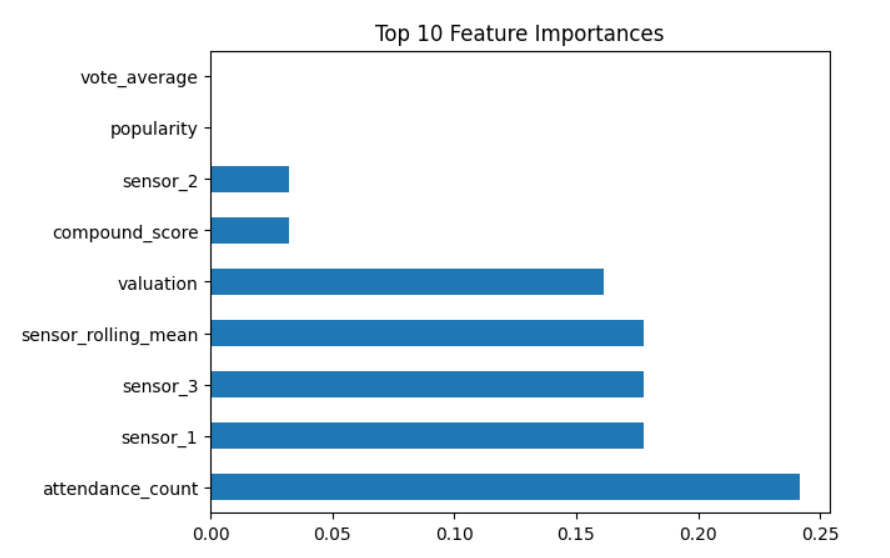 Top 10 Feature Importances
vote_average
popularity
sensor_2
compound_score
valuation
sensor_rolling_mean
sensor_3
sensor_1
attendance_count
0.00 0.05 0.10 0.15 0.20 0.25